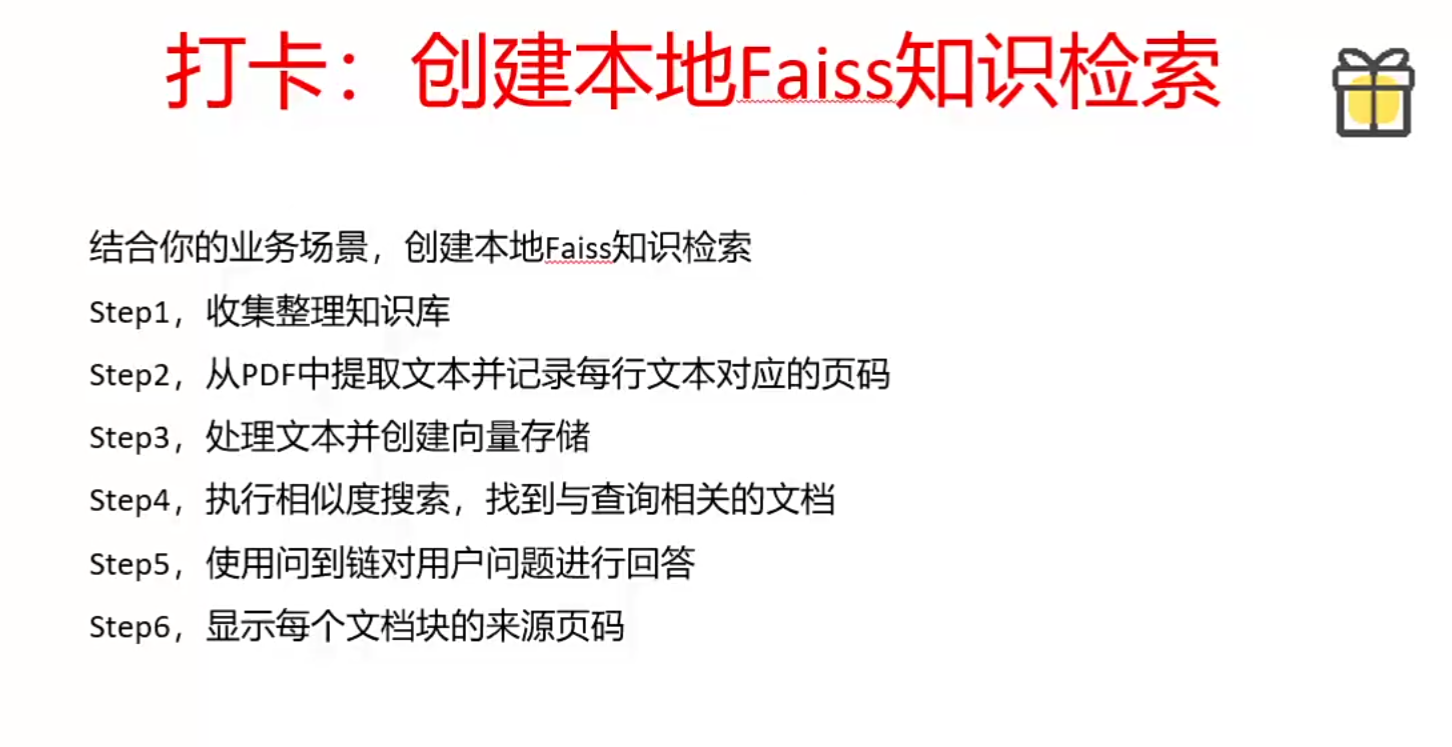 打卡：创建本地Faiss知识检索
结合你的业务场景，创建本地Faiss知识检索
Step1，收集整理知识库
Step2，从PDF中提取文本并记录每行文本对应的页码
Step3，处理文本并创建向量存储
Step4，执行相似度搜索，找到与查询相关的文档
Step5，使用问到链对用户问题进行回答
Step6，显示每个文档块的来源页码